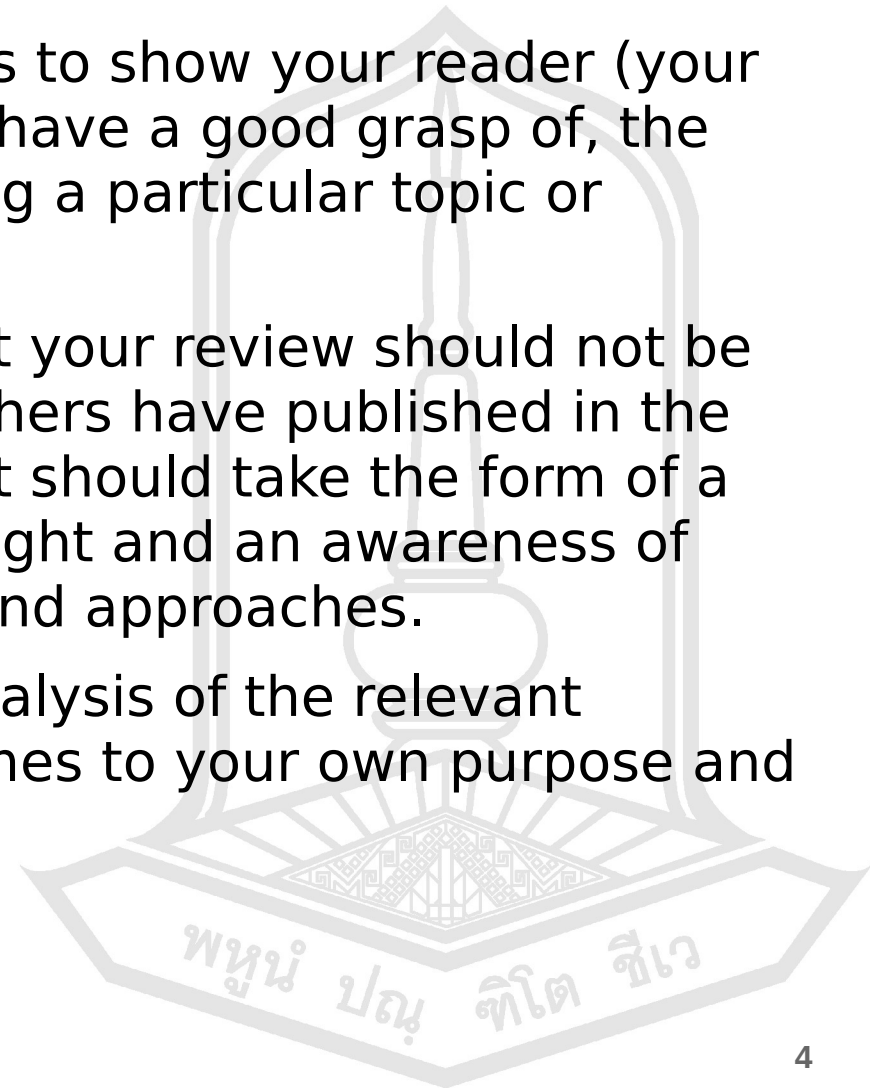 s to show your reader (your
have a good grasp of, the
g a particular topic or
t your review should not be
hers have published in the
t should take the form of a
ght and an awareness of
nd approaches.
alysis of the relevant
nes to your own purpose and
พหูนํ ปณฺฑิโต ชีเว
4